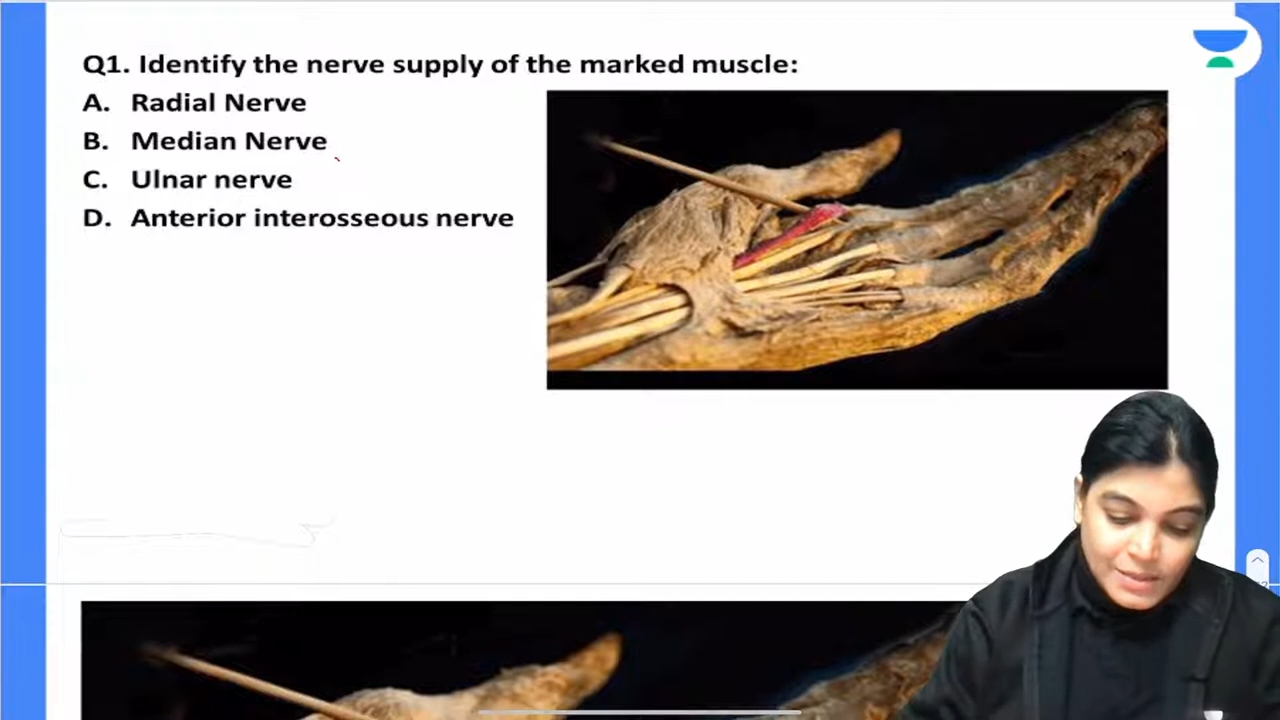 Q1. Identify the nerve supply of the marked muscle:
A. Radial Nerve
B. Median Nerve
C. Ulnar nerve
D. Anterior interosseous nerve